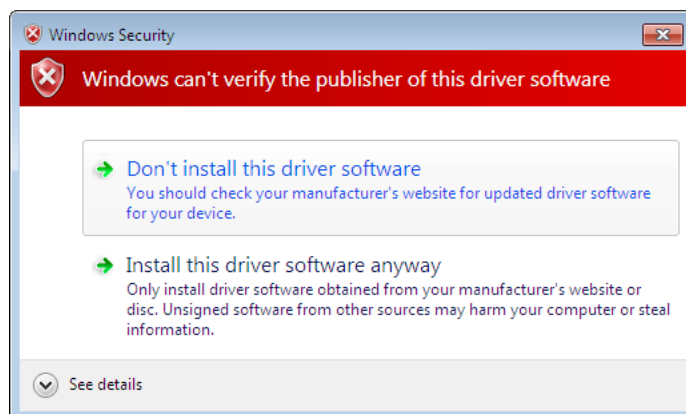 Windows Security
Windows can't verify the publisher of this driver software
Don't install this driver software
You should check your manufacturer's website for updated driver software
for your device.
Install this driver software anyway
Only install driver software obtained from your manufacturer's website or
disc. Unsigned software from other sources may harm your computer or steal
information.
See details